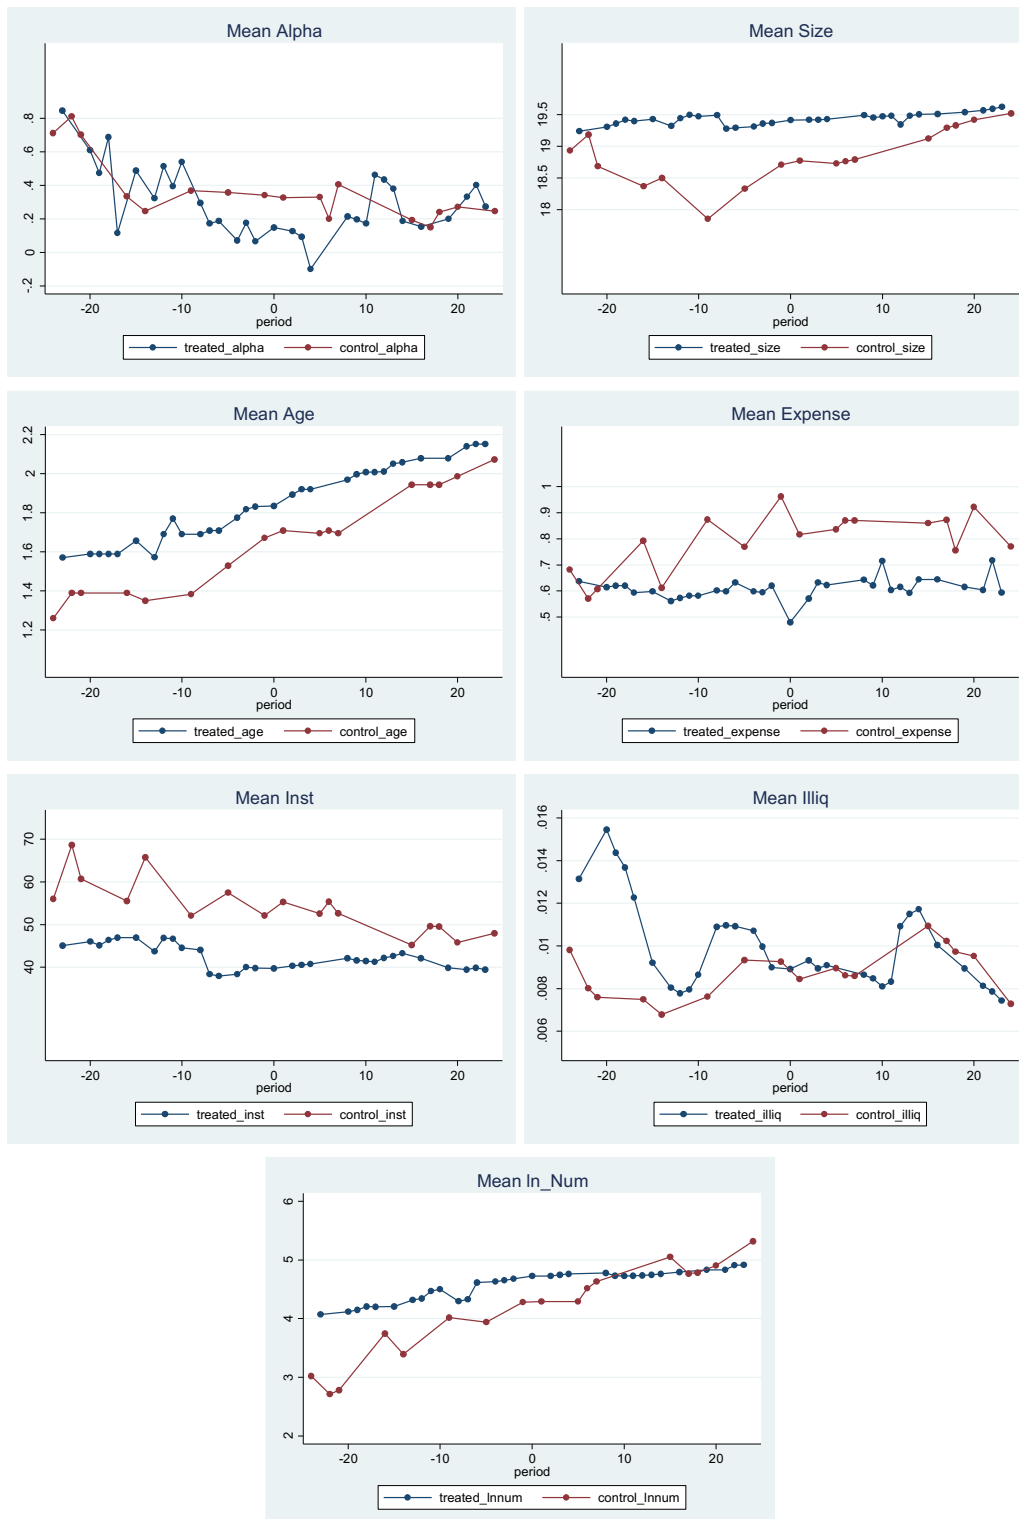 Mean Alpha
.8
.6
.4
.2
0
-.2
-20 -10 0 10 20
period
treated_alpha control_alpha
Mean Size
19.5
19
18.5
18
-20 -10 0 10 20
period
treated_size control_size
Mean Age
2.2
2
1.8
1.6
1.4
1.2
-20 -10 0 10 20
period
treated_age control_age
Mean Expense
1
.9
.8
.7
.6
.5
-20 -10 0 10 20
period
treated_expense control_expense
Mean Inst
70
60
50
40
-20 -10 0 10 20
period
treated_inst control_inst
Mean Illiq
.016
.014
.012
.01
.008
.006
-20 -10 0 10 20
period
treated_illiq control_illiq
Mean ln_Num
6
5
4
3
2
-20 -10 0 10 20
period
treated_lnnum control_lnnum